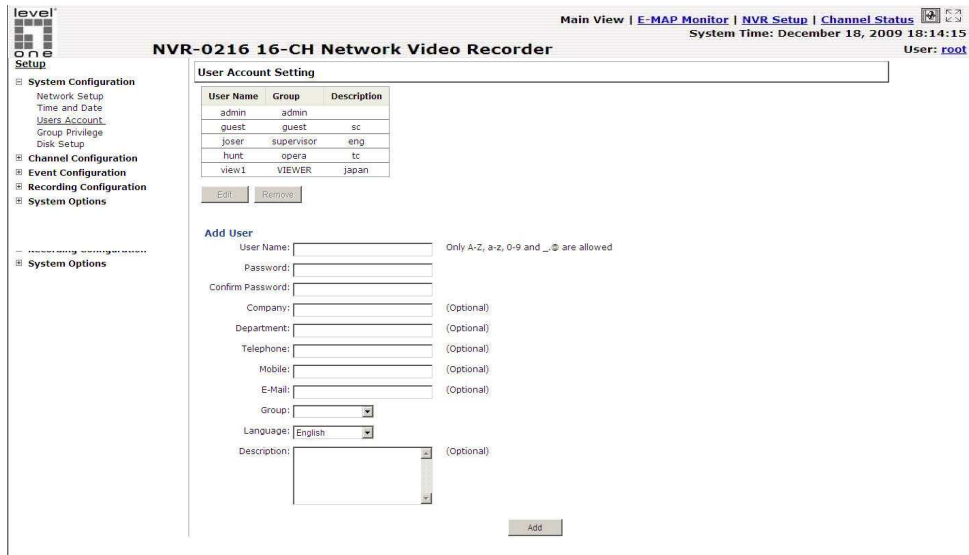 level
one
Main View | E-MAP Monitor | NVR Setup | Channel Status
System Time: December 18, 2009 18:14:15
NVR-0216 16-CH Network Video Recorder
User: root
Setup
System Configuration
Network Setup
Time and Date
Users Account
Group Privilege
Disk Setup
Channel Configuration
Event Configuration
Recording Configuration
System Options
System Options
User Account Setting
User Name Group Description
admin admin
guest guest sc
joser supervisor eng
hunt opera tc
view1 VIEWER japan
Edit Remove
Add User
User Name: Only A-Z, a-z, 0-9 and _.@ are allowed
Password:
Confirm Password:
Company: (Optional)
Department: (Optional)
Telephone: (Optional)
Mobile: (Optional)
E-Mail: (Optional)
Group:
Language: English
Description: (Optional)
Add